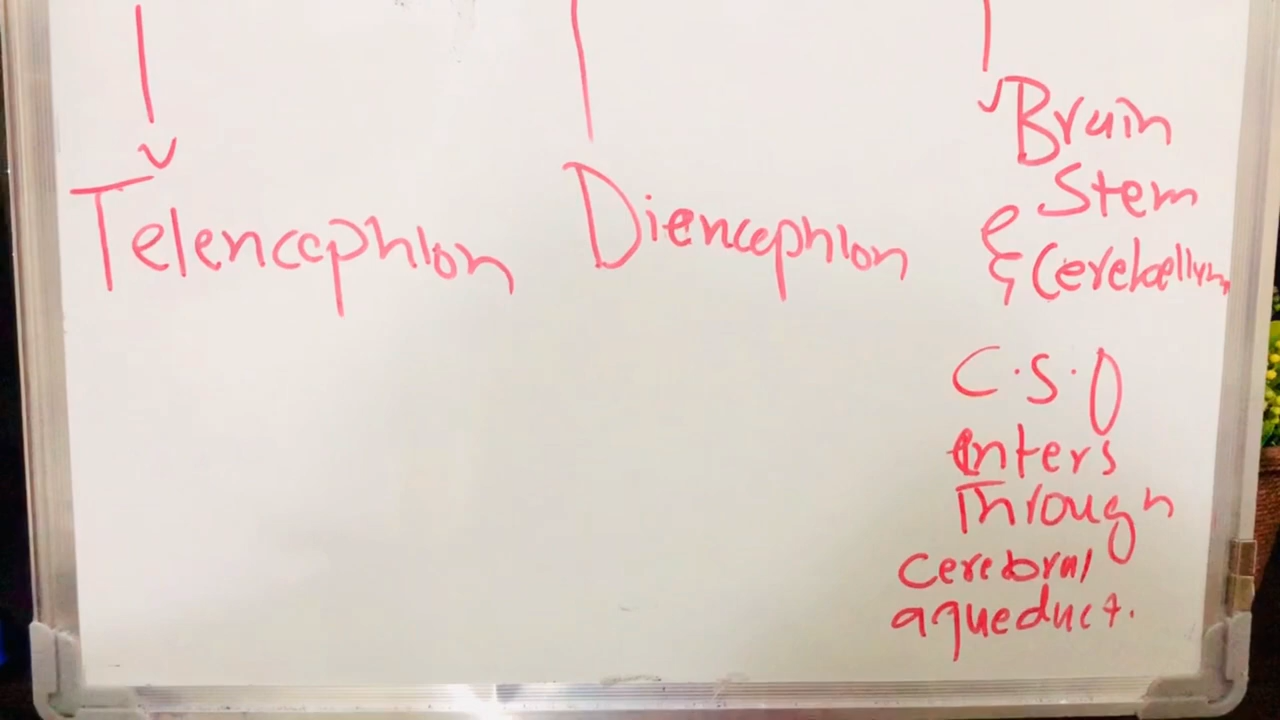 Telencephlon
Diencephlon
Brain
Stem
& Cerebellum
C.S.F
enters
Through
cerebral
aqueduct.